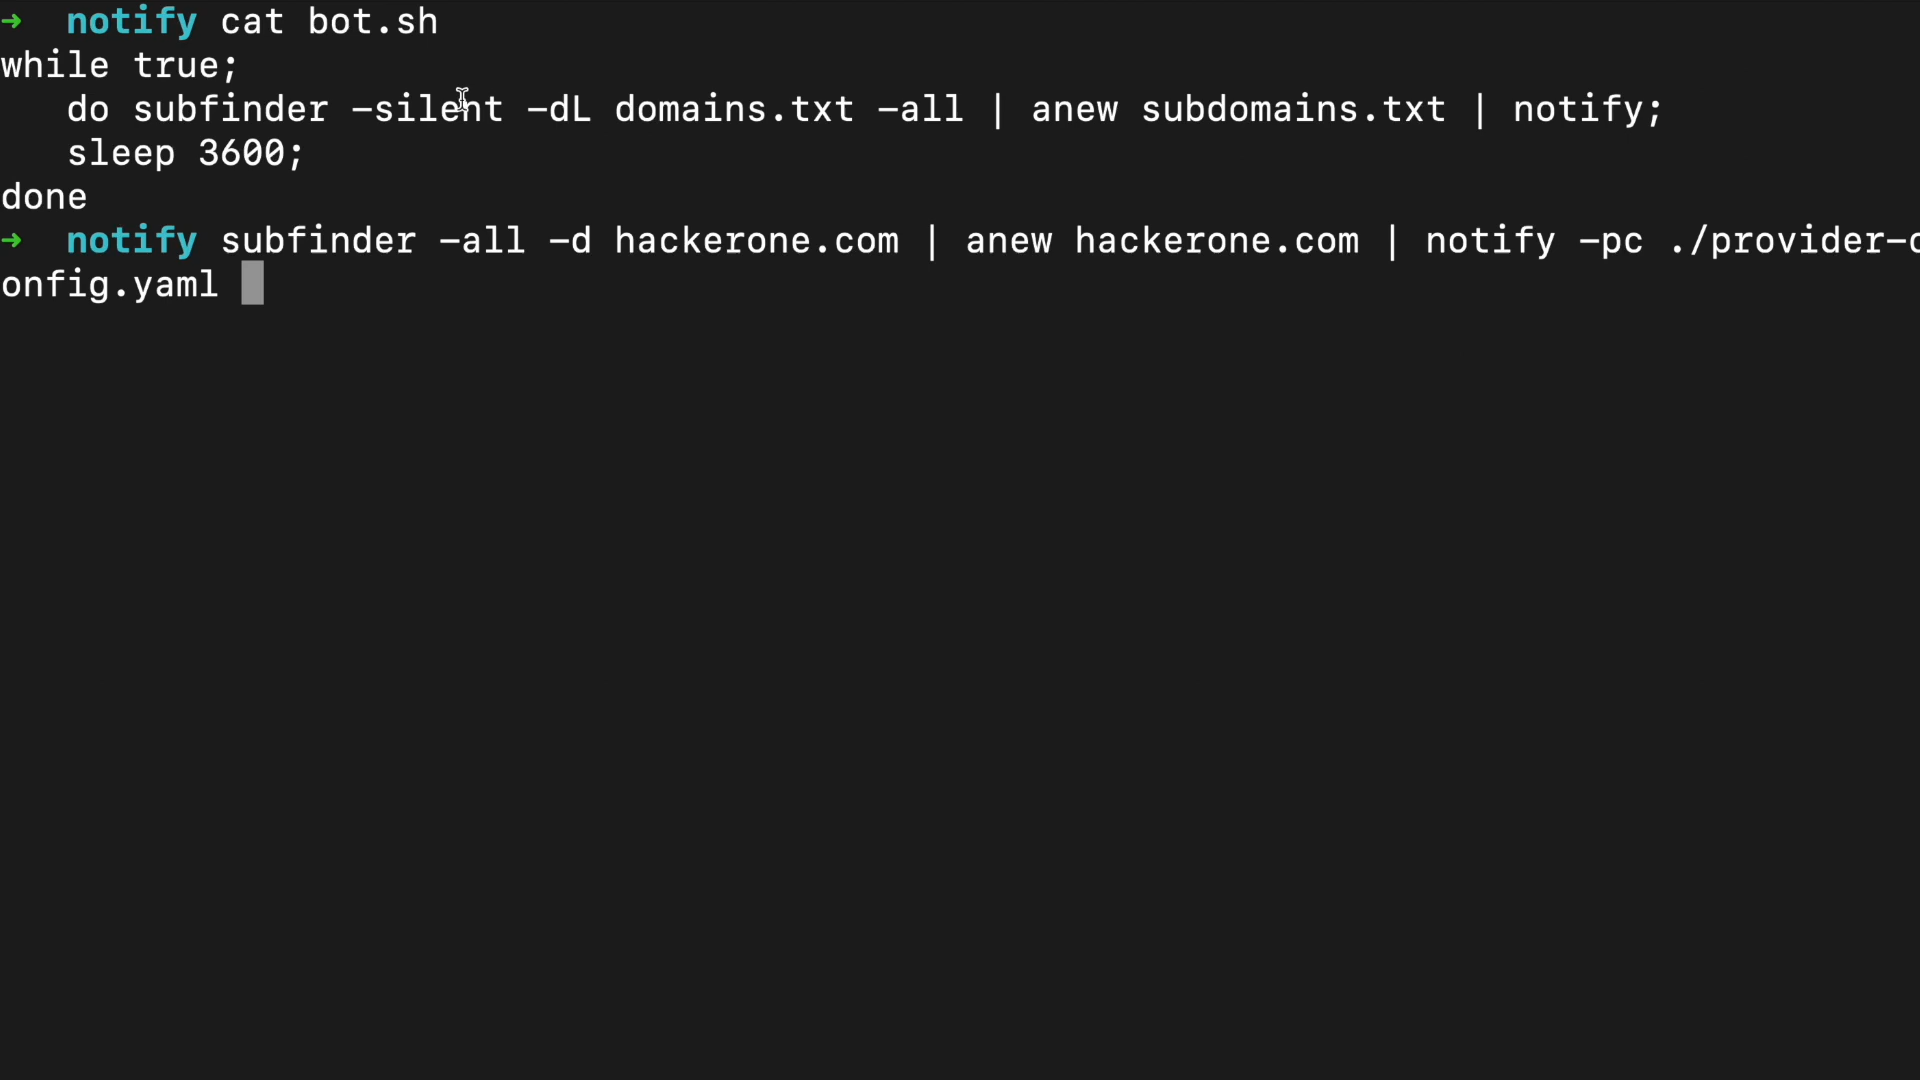 ➜  notify cat bot.sh
while true;
   do subfinder -silent -dL domains.txt -all | anew subdomains.txt | notify;
   sleep 3600;
done
➜  notify subfinder -all -d hackerone.com | anew hackerone.com | notify -pc ./provider-c
onfig.yaml